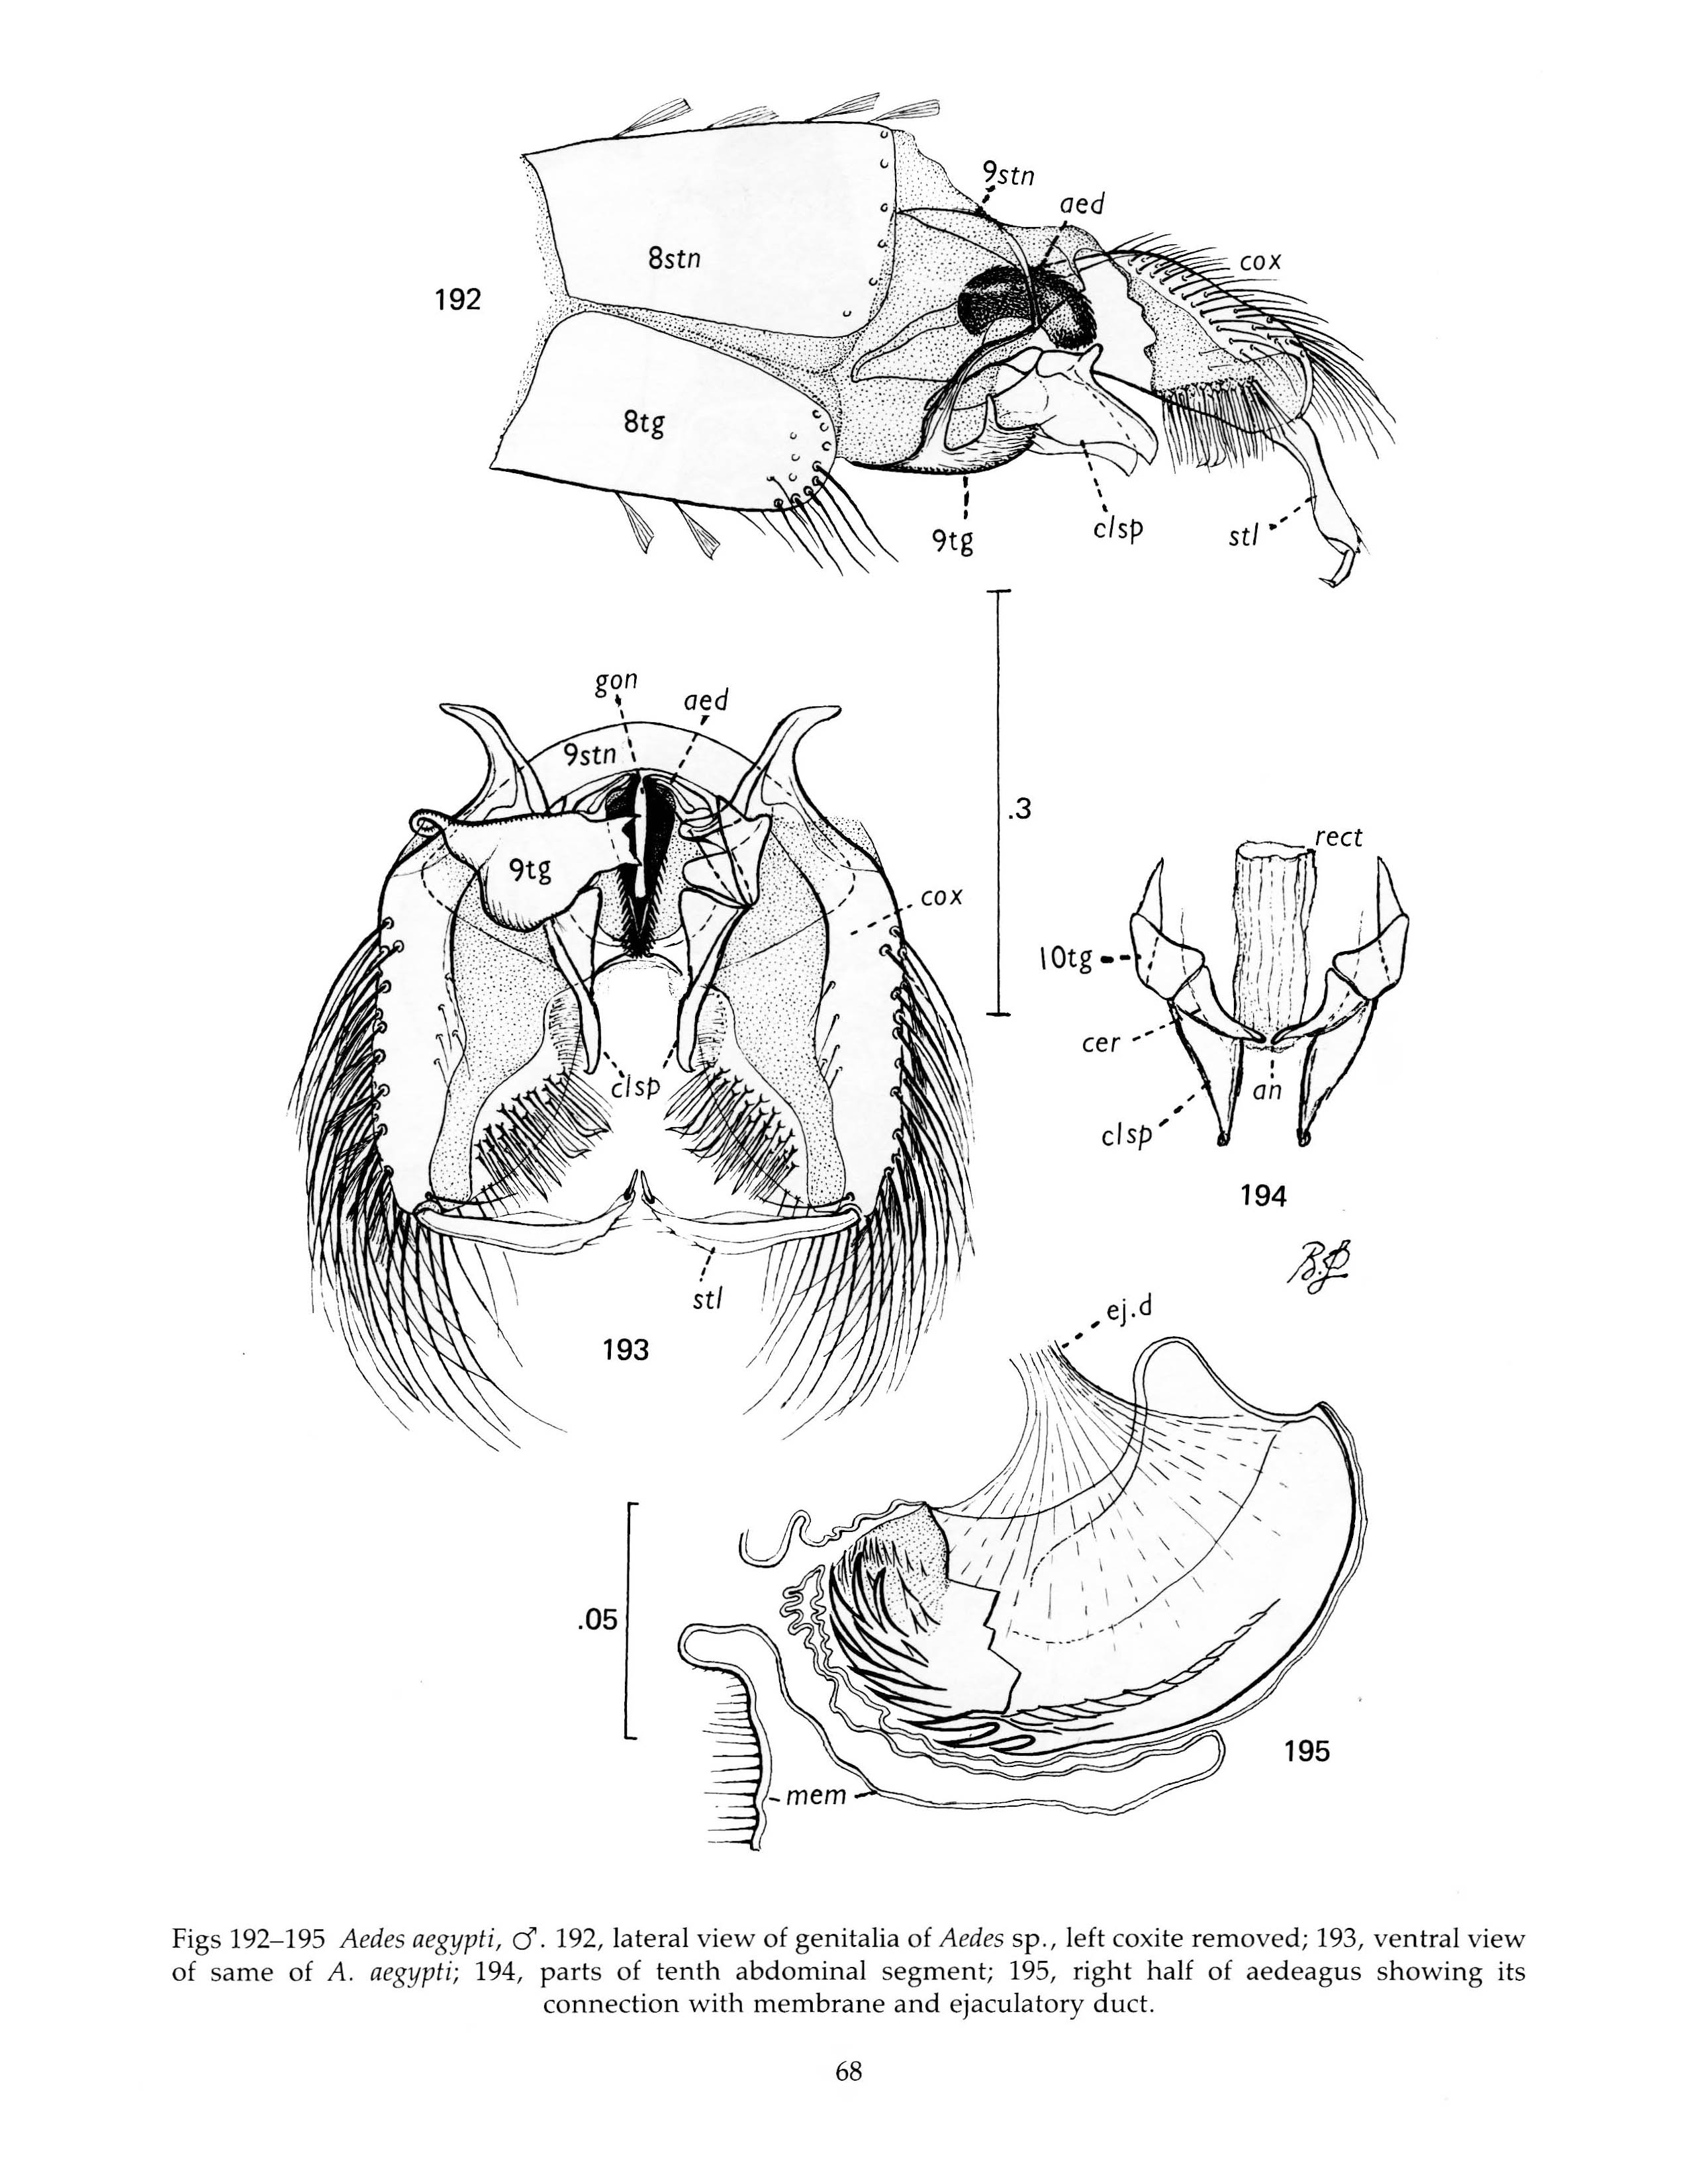 9stn
aed
8stn
cox
192
8tg
9tg
clsp
stl
gon
aed
9stn
.3
rect
9tg
cox
10tg
cer
clsp
an
clsp
194
stl
193
ej.d
.05
195
mem
Figs 192–195 Aedes aegypti, ♂. 192, lateral view of genitalia of Aedes sp., left coxite removed; 193, ventral view
of same of A. aegypti; 194, parts of tenth abdominal segment; 195, right half of aedeagus showing its
connection with membrane and ejaculatory duct.
68